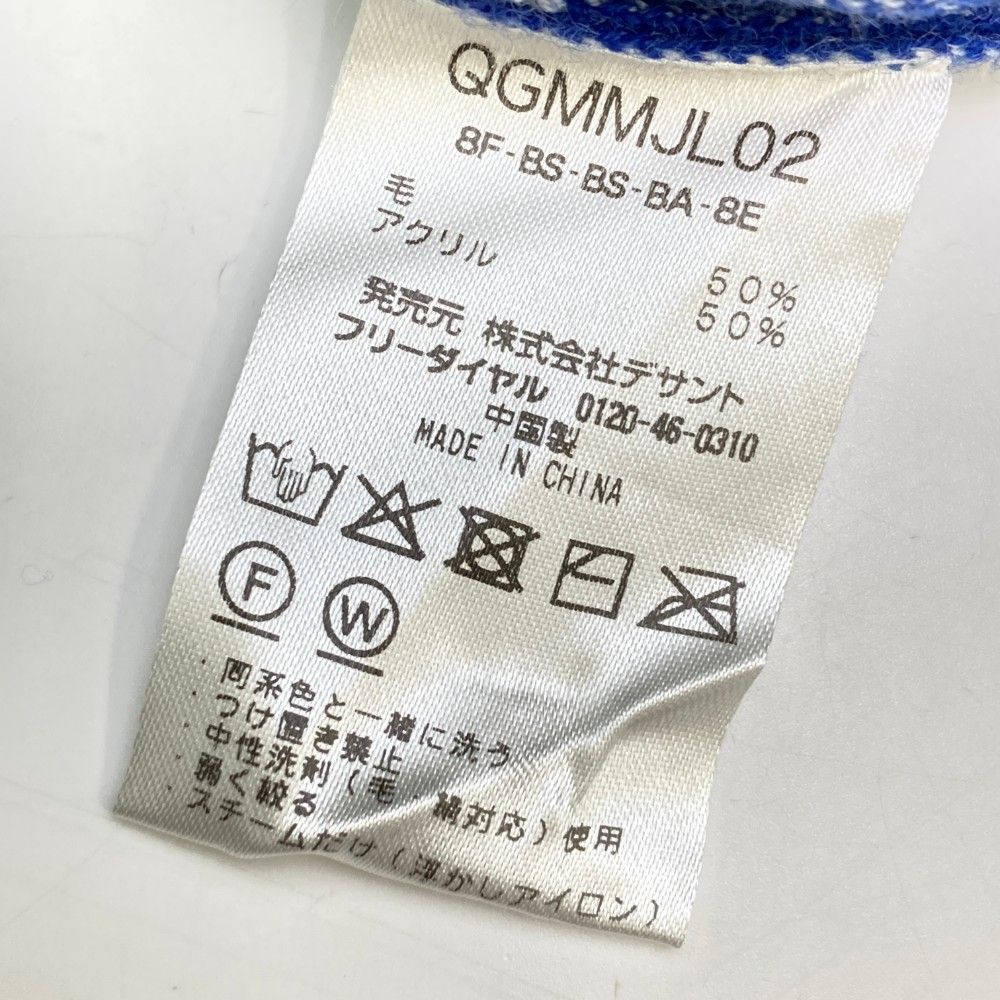 QGMMJL02
8F-BS-BS-BA-8E
毛 50%
アクリル 50%
発売元 株式会社デサント
フリーダイヤル 0120-46-0310
中国製
MADE IN CHINA
F W
・同系色と一緒に洗う
・つけ置き禁止
・中性洗剤(毛 絹対応)使用
・弱く絞る
・スチームだけ(浮かしアイロン)